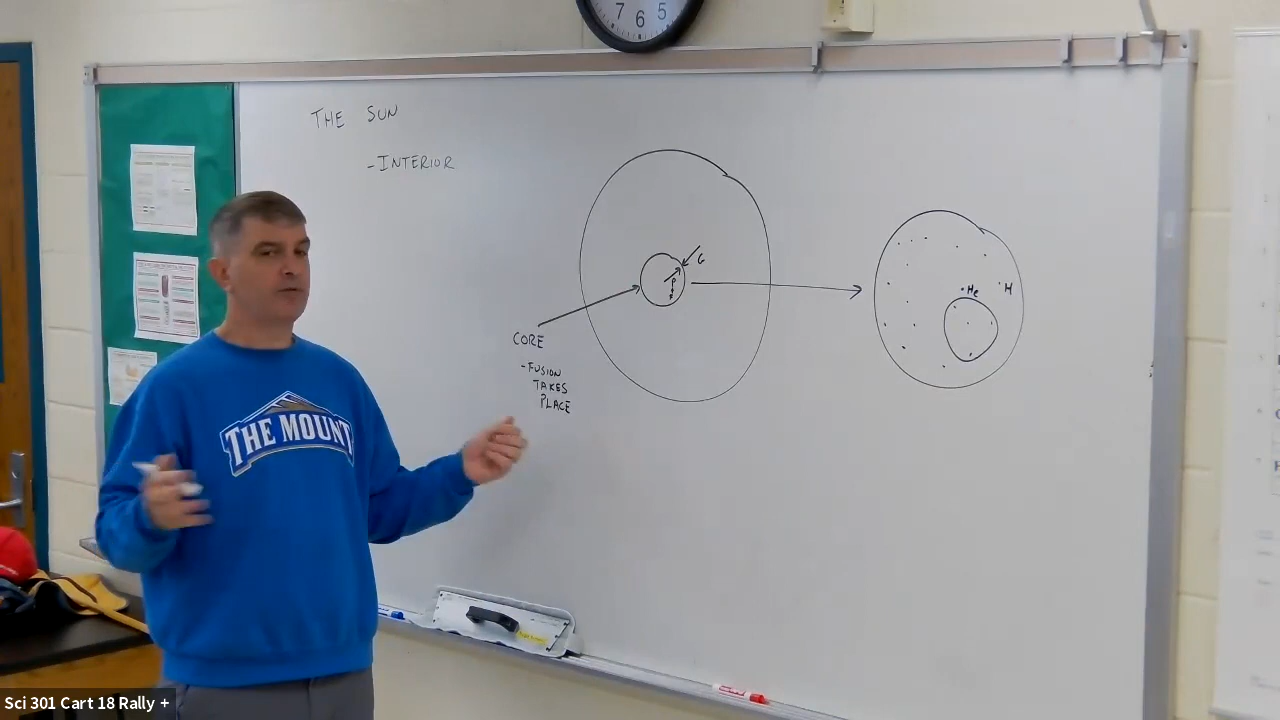 7 6 5
THE SUN
-INTERIOR
G
P
He
H
CORE
-FUSION
TAKES
PLACE
THE MOUNT
Sci 301 Cart 18 Rally +